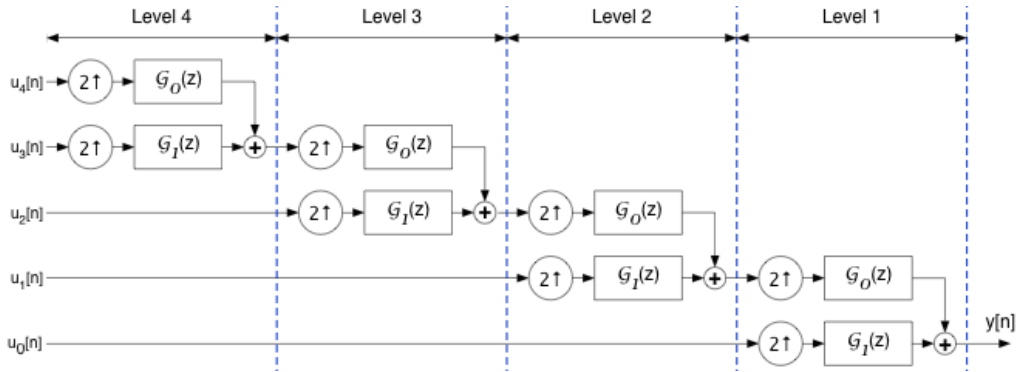 Level 4 Level 3 Level 2 Level 1
u4[n] 2↑ G0(z)
u3[n] 2↑ G1(z) + 2↑ G0(z)
u2[n] 2↑ G1(z) + 2↑ G0(z)
u1[n] 2↑ G1(z) + 2↑ G0(z)
y[n]
u0[n] 2↑ G1(z) +